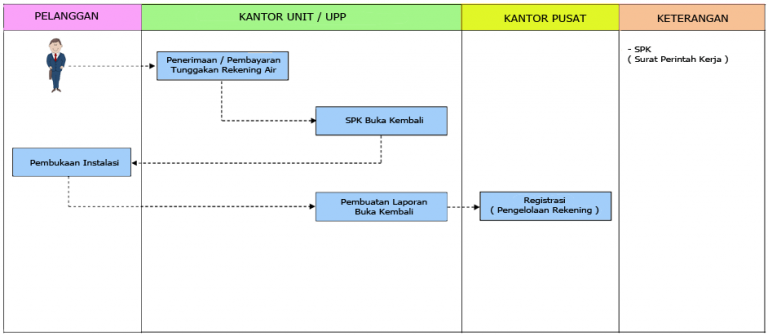 PELANGGAN
KANTOR UNIT / UPP
KANTOR PUSAT
KETERANGAN
Penerimaan / Pembayaran
Tunggakan Rekening Air
- SPK
( Surat Perintah Kerja )
SPK Buka Kembali
Pembukaan Instalasi
Pembuatan Laporan
Buka Kembali
Registrasi
( Pengelolaan Rekening )